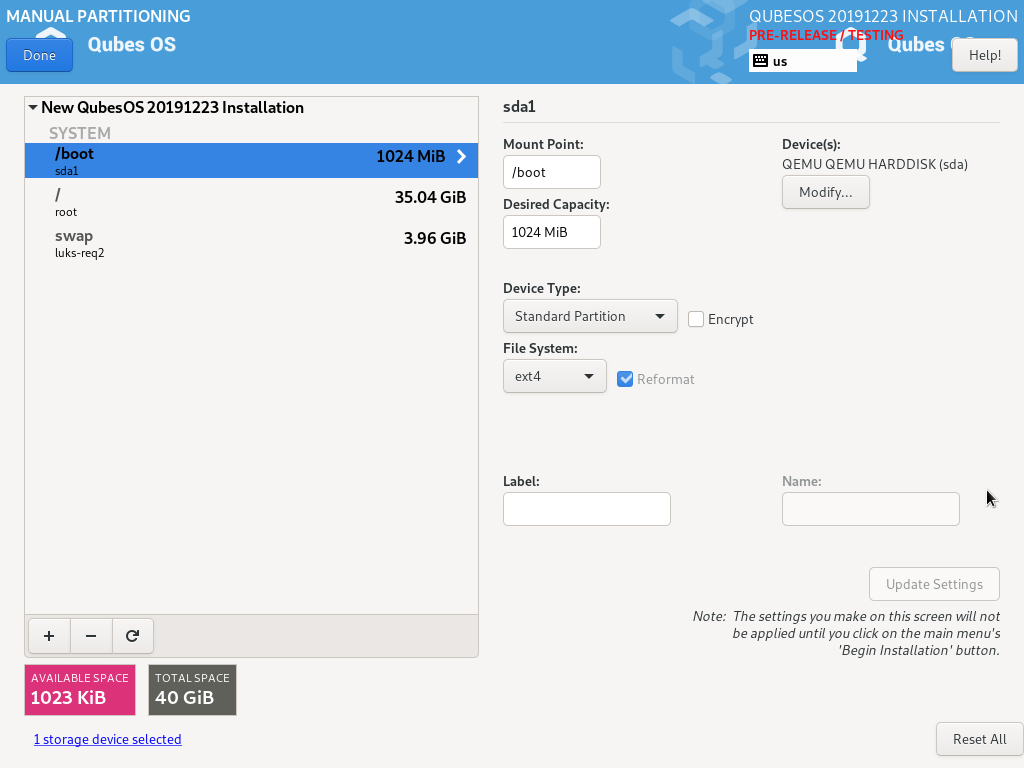 MANUAL PARTITIONING
QUBESOS 20191223 INSTALLATION
PRE-RELEASE / TESTING
Done
Qubes OS
us
Qubes
Help!
New QubesOS 20191223 Installation
SYSTEM
/boot
1024 MiB
sda1
/
35.04 GiB
root
swap
3.96 GiB
luks-req2
AVAILABLE SPACE
1023 KiB
TOTAL SPACE
40 GiB
1 storage device selected
sda1
Mount Point:
/boot
Desired Capacity:
1024 MiB
Device(s):
QEMU QEMU HARDDISK (sda)
Modify...
Device Type:
Standard Partition
Encrypt
File System:
ext4
Reformat
Label:
Name:
Update Settings
Note: The settings you make on this screen will not
be applied until you click on the main menu's
'Begin Installation' button.
Reset All